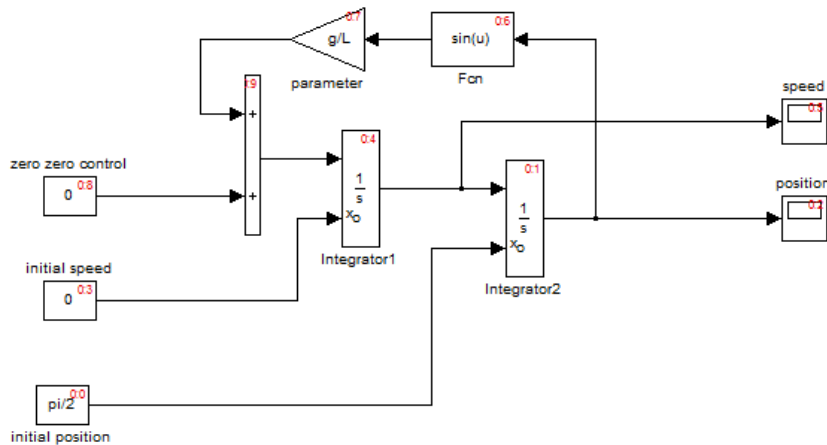 0:7
g/L
parameter
0:6
sin(u)
Fcn
speed
0:5
:9
+
+
0:4
1
s
xo
Integrator1
zero zero control
0:8
0
0:1
1
s
xo
Integrator2
position
0:2
initial speed
0:3
0
0:0
pi/2
initial position